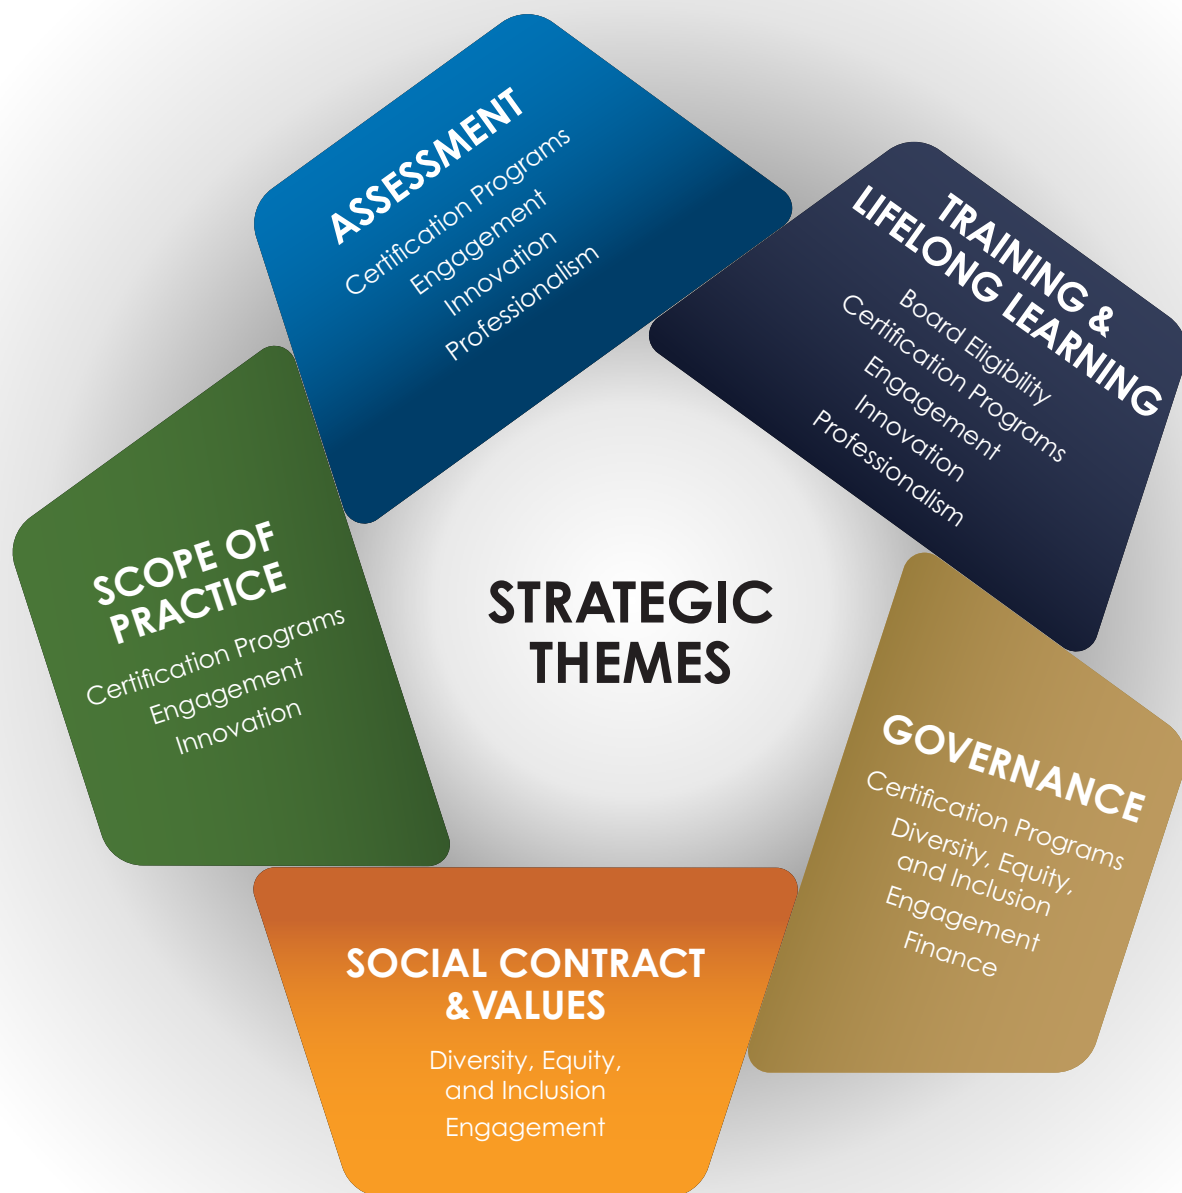 ASSESSMENT
Certification Programs
Engagement
Innovation
Professionalism
TRAINING &
LIFELONG LEARNING
Board Eligibility
Certification Programs
Engagement
Innovation
Professionalism
SCOPE OF
PRACTICE
Certification Programs
Engagement
Innovation
STRATEGIC
THEMES
GOVERNANCE
Certification Programs
Diversity, Equity,
and Inclusion
Engagement
Finance
SOCIAL CONTRACT
&VALUES
Diversity, Equity,
and Inclusion
Engagement